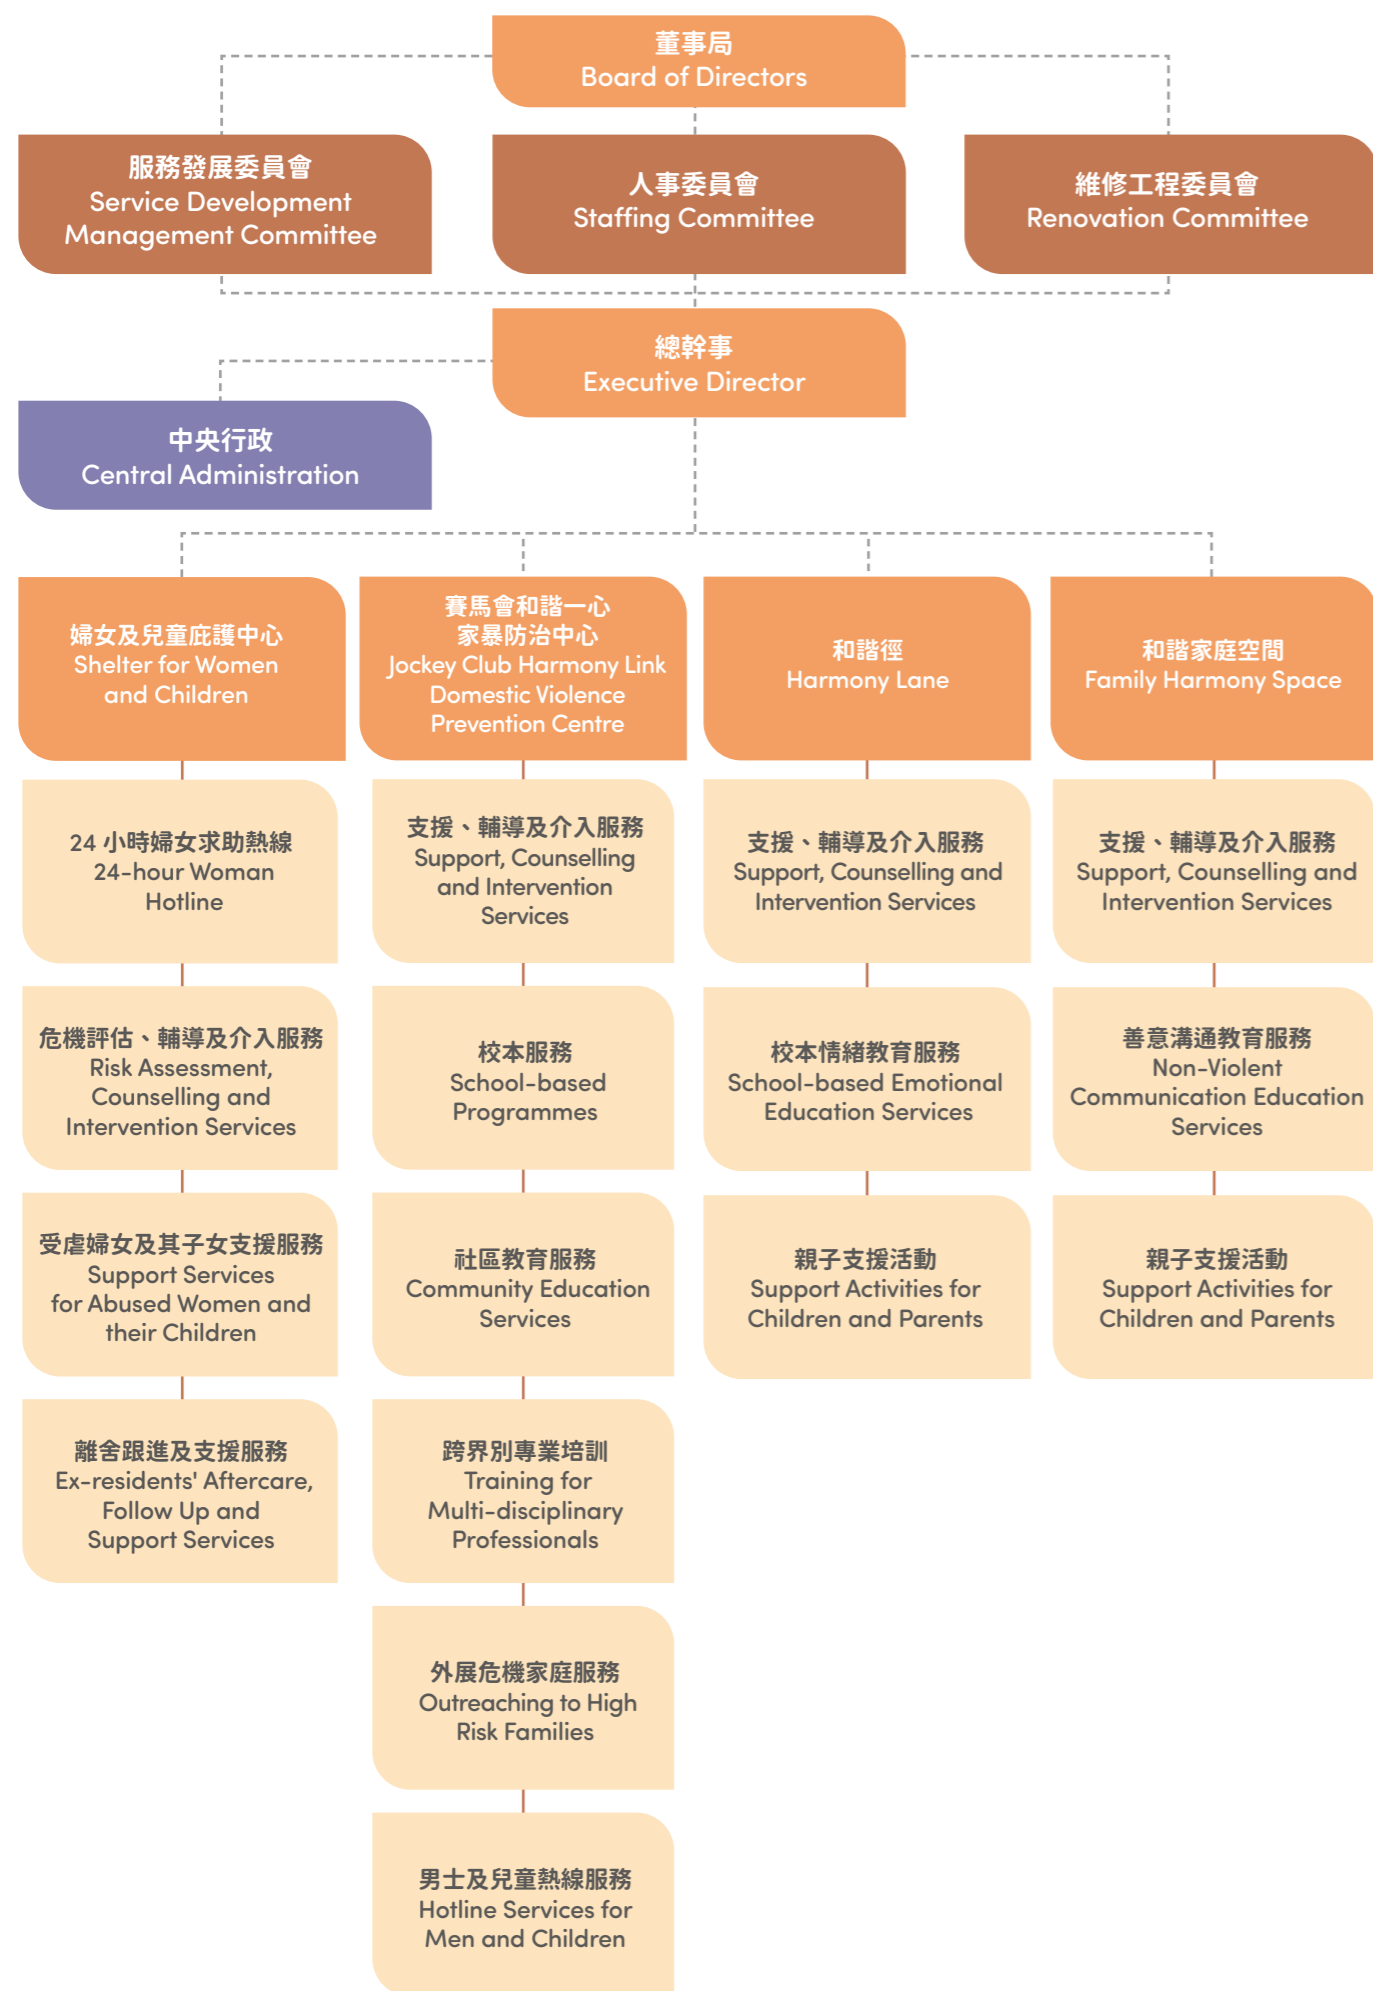 董事局
Board of Directors
服務發展委員會
Service Development
Management Committee
人事委員會
Staffing Committee
維修工程委員會
Renovation Committee
總幹事
Executive Director
中央行政
Central Administration
婦女及兒童庇護中心
Shelter for Women
and Children
賽馬會和諧一心
家暴防治中心
Jockey Club Harmony Link
Domestic Violence
Prevention Centre
和諧徑
Harmony Lane
和諧家庭空間
Family Harmony Space
24 小時婦女求助熱線
24-hour Woman
Hotline
危機評估、輔導及介入服務
Risk Assessment,
Counselling and
Intervention Services
受虐婦女及其子女支援服務
Support Services
for Abused Women and
their Children
離舍跟進及支援服務
Ex-residents' Aftercare,
Follow Up and
Support Services
支援、輔導及介入服務
Support, Counselling
and Intervention
Services
校本服務
School-based
Programmes
社區教育服務
Community Education
Services
跨界別專業培訓
Training for
Multi-disciplinary
Professionals
外展危機家庭服務
Outreaching to High
Risk Families
男士及兒童熱線服務
Hotline Services for
Men and Children
支援、輔導及介入服務
Support, Counselling and
Intervention Services
校本情緒教育服務
School-based Emotional
Education Services
親子支援活動
Support Activities for
Children and Parents
支援、輔導及介入服務
Support, Counselling and
Intervention Services
善意溝通教育服務
Non-Violent
Communication Education
Services
親子支援活動
Support Activities for
Children and Parents